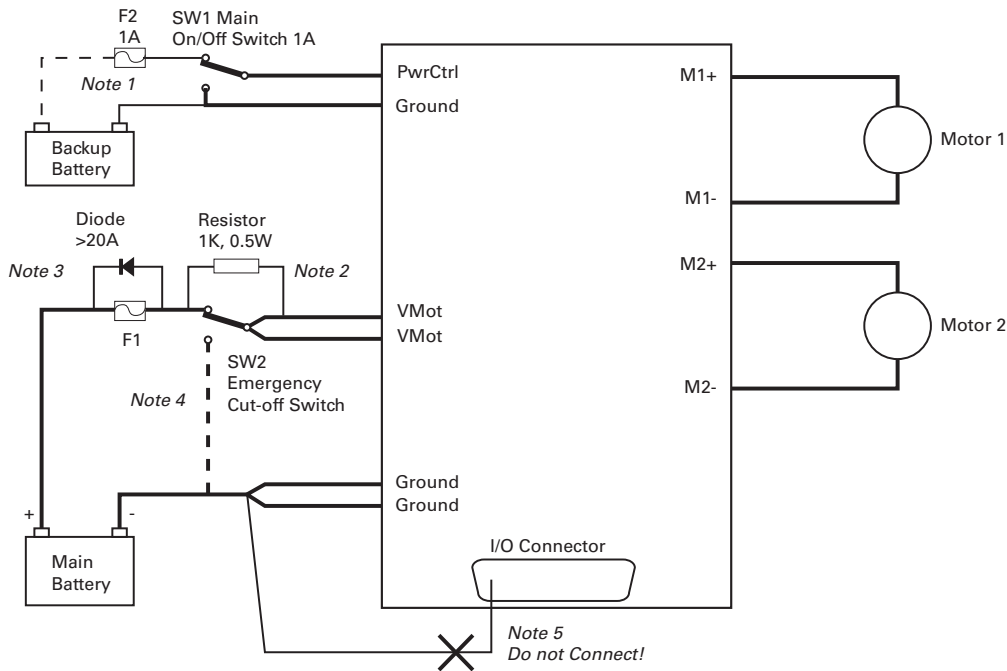 F2
1A
SW1 Main
On/Off Switch 1A
Note 1
Backup
Battery
PwrCtrl
Ground
M1+
Motor 1
M1-
Diode
>20A
Resistor
1K, 0.5W
Note 3
Note 2
F1
VMot
VMot
M2+
Motor 2
M2-
SW2
Emergency
Cut-off Switch
Note 4
Ground
Ground
+
-
Main
Battery
I/O Connector
Note 5
Do not Connect!